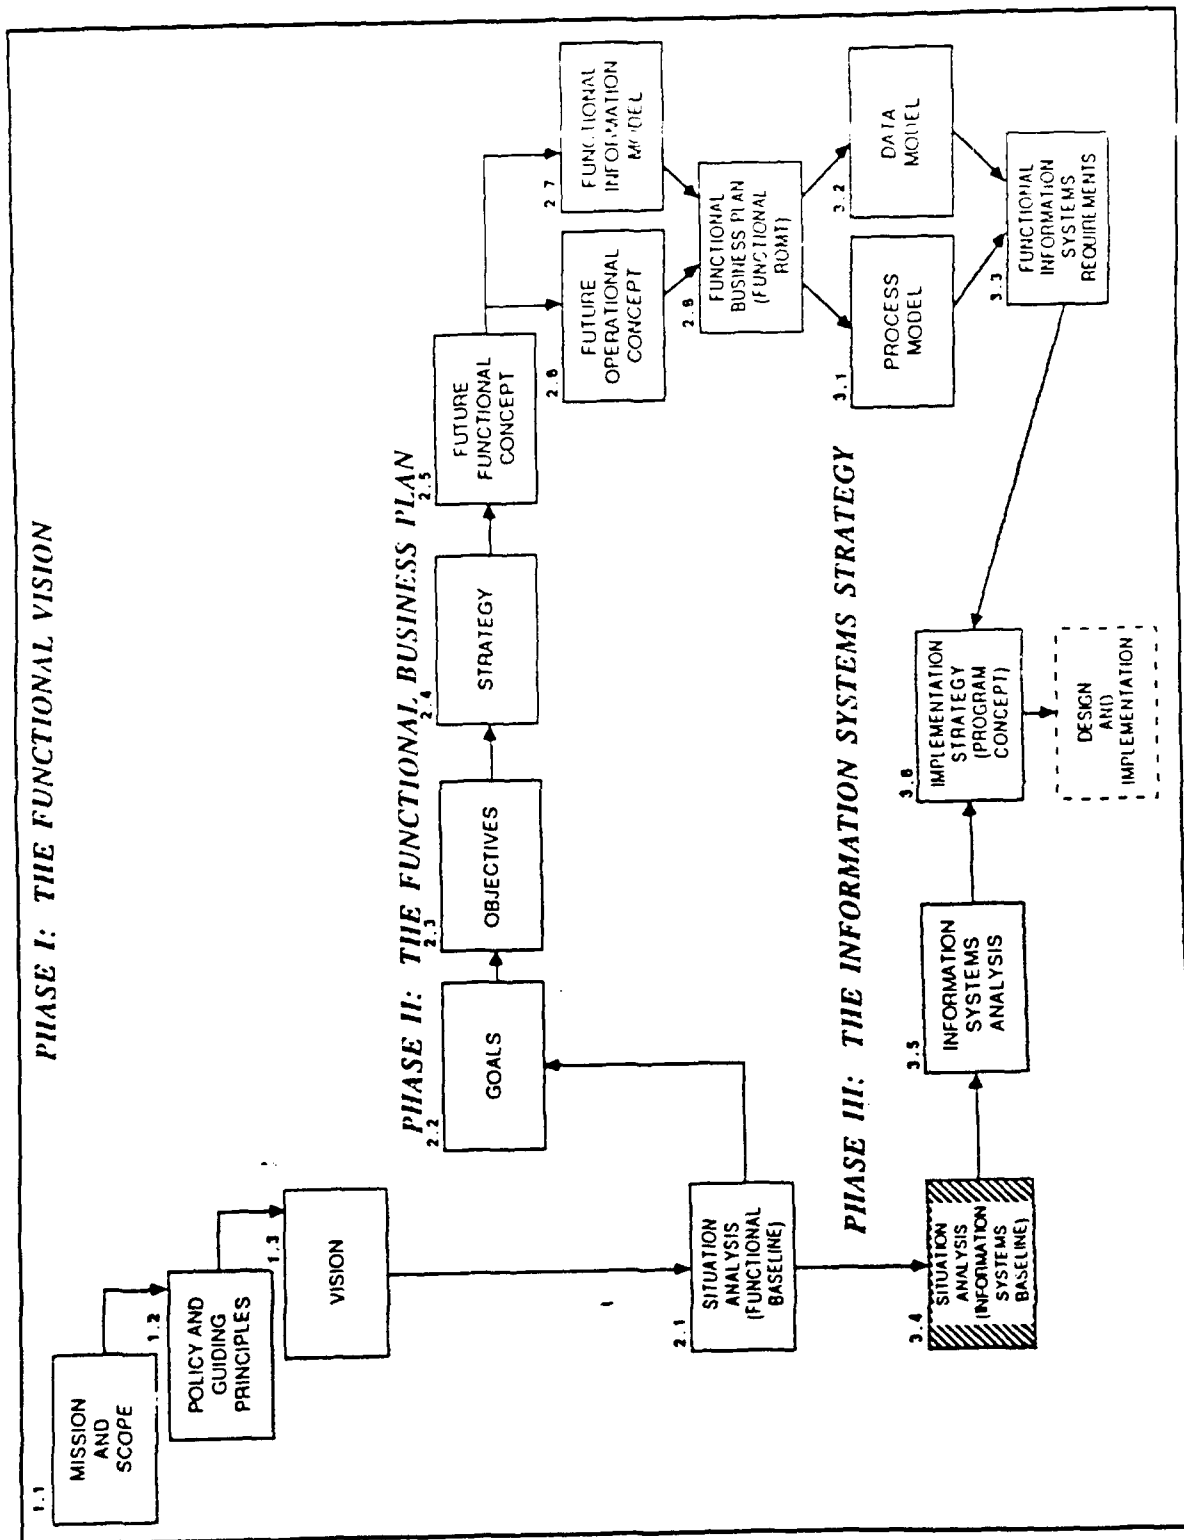 PHASE I: THE FUNCTIONAL VISION
1.1
MISSION
AND
SCOPE
1.2
POLICY AND
GUIDING
PRINCIPLES
1.3
VISION
PHASE II: THE FUNCTIONAL BUSINESS PLAN
2.1
SITUATION
ANALYSIS
(FUNCTIONAL
BASELINE)
2.2
GOALS
2.3
OBJECTIVES
2.4
STRATEGY
2.5
FUTURE
FUNCTIONAL
CONCEPT
2.6
FUTURE
OPERATIONAL
CONCEPT
2.7
FUNCTIONAL
INFORMATION
MODEL
2.8
FUNCTIONAL
BUSINESS PLAN
(FUNCTIONAL
RQMT)
PHASE III: THE INFORMATION SYSTEMS STRATEGY
3.1
PROCESS
MODEL
3.2
DATA
MODEL
3.3
FUNCTIONAL
INFORMATION
SYSTEMS
REQUIREMENTS
3.4
SITUATION
ANALYSIS
(INFORMATION
SYSTEMS
BASELINE)
3.5
INFORMATION
SYSTEMS
ANALYSIS
3.6
IMPLEMENTATION
STRATEGY
(PROGRAM
CONCEPT)
DESIGN
AND
IMPLEMENTATION